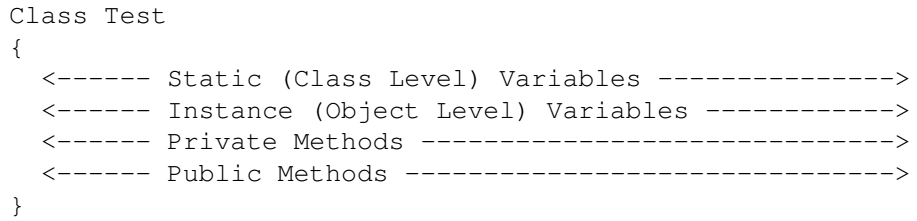 Class Test
{
<------ Static (Class Level) Variables --------------->
<------ Instance (Object Level) Variables ------------>
<------ Private Methods ------------------------------>
<------ Public Methods ------------------------------->
}